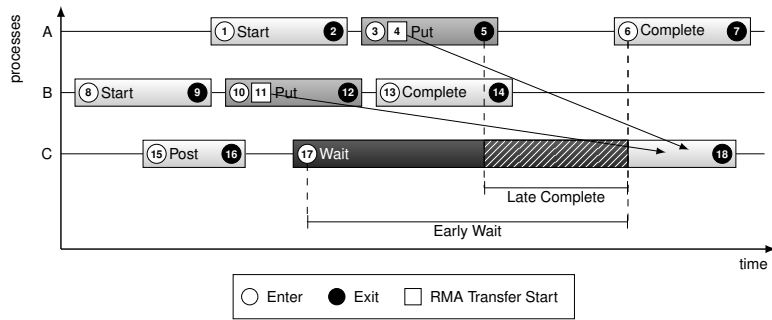 processes
A
1 Start 2
3 4 Put 5
6 Complete 7
B
8 Start 9
10 11 Put 12
13 Complete 14
C
15 Post 16
17 Wait
18
Late Complete
Early Wait
time
Enter Exit RMA Transfer Start